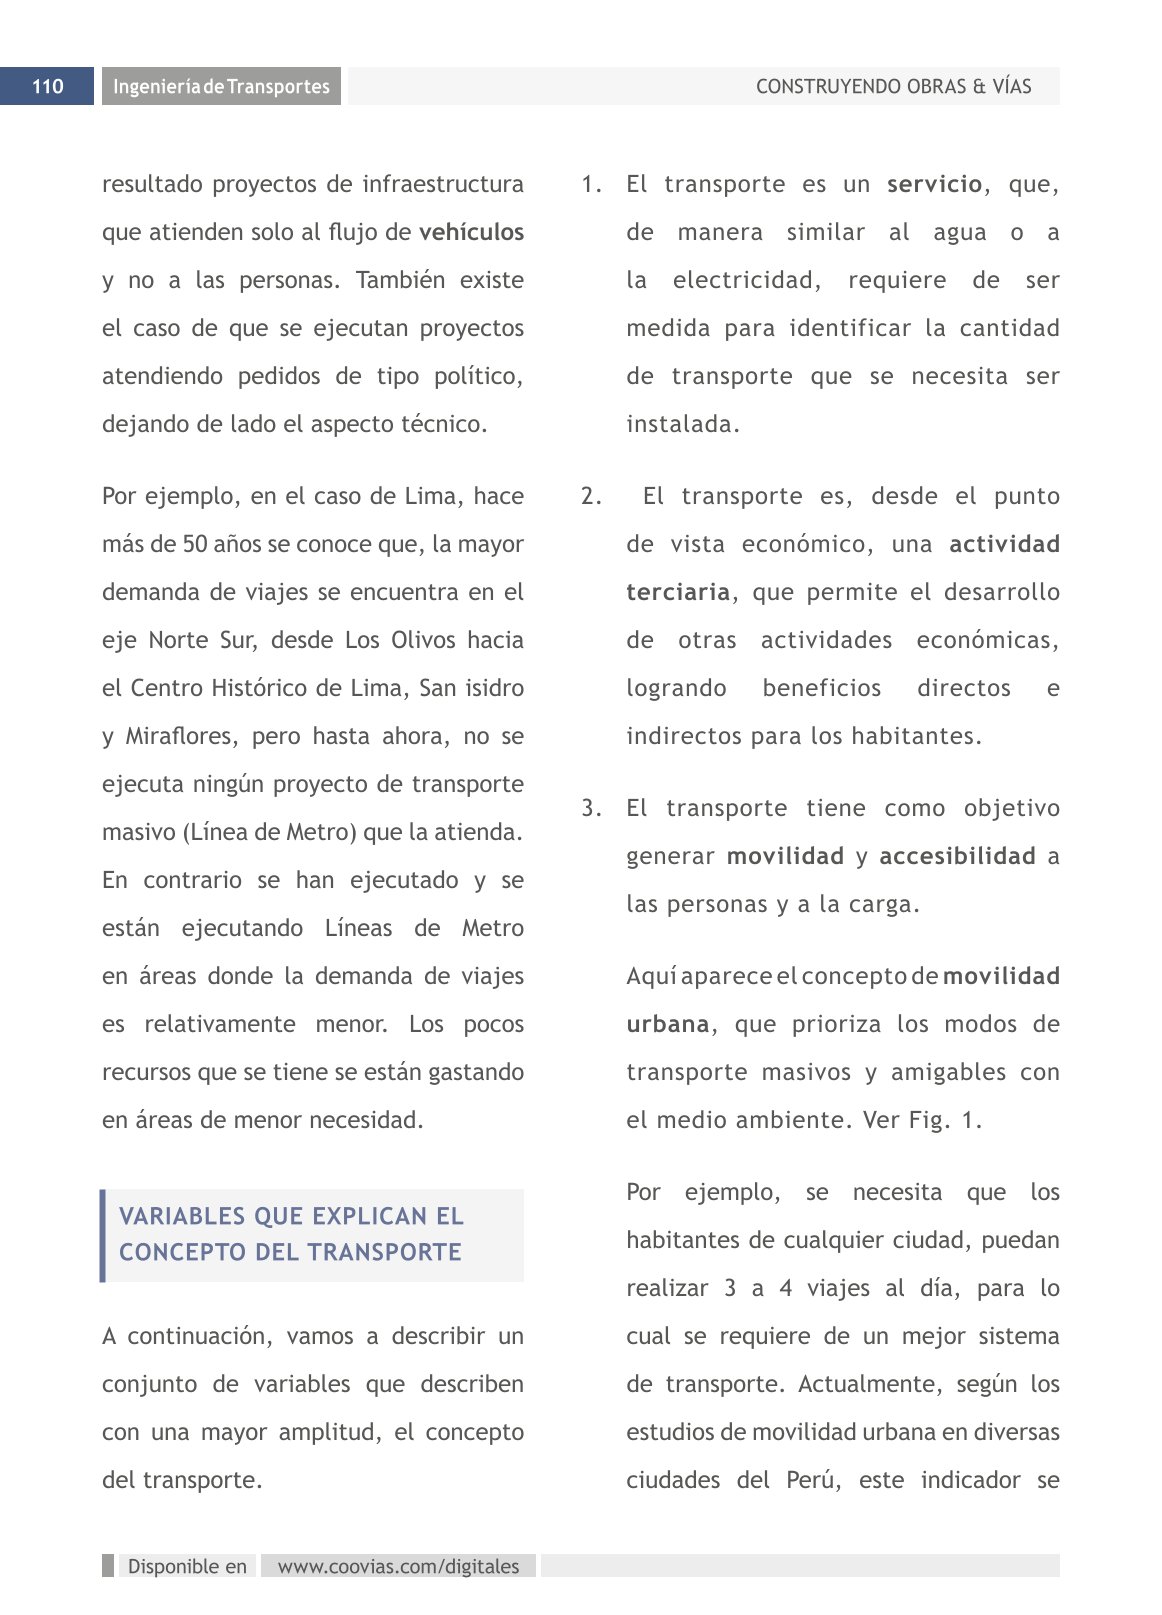 110
Ingeniería de Transportes
CONSTRUYENDO OBRAS & VÍAS
resultado proyectos de infraestructura
que atienden solo al flujo de vehículos
y no a las personas. También existe
el caso de que se ejecutan proyectos
atendiendo pedidos de tipo político,
dejando de lado el aspecto técnico.
Por ejemplo, en el caso de Lima, hace
más de 50 años se conoce que, la mayor
demanda de viajes se encuentra en el
eje Norte Sur, desde Los Olivos hacia
el Centro Histórico de Lima, San isidro
y Miraflores, pero hasta ahora, no se
ejecuta ningún proyecto de transporte
masivo (Línea de Metro) que la atienda.
En contrario se han ejecutado y se
están ejecutando Líneas de Metro
en áreas donde la demanda de viajes
es relativamente menor. Los pocos
recursos que se tiene se están gastando
en áreas de menor necesidad.
VARIABLES QUE EXPLICAN EL
CONCEPTO DEL TRANSPORTE
A continuación, vamos a describir un
conjunto de variables que describen
con una mayor amplitud, el concepto
del transporte.
1. El transporte es un servicio, que,
de manera similar al agua o a
la electricidad, requiere de ser
medida para identificar la cantidad
de transporte que se necesita ser
instalada.
2. El transporte es, desde el punto
de vista económico, una actividad
terciaria, que permite el desarrollo
de otras actividades económicas,
logrando beneficios directos e
indirectos para los habitantes.
3. El transporte tiene como objetivo
generar movilidad y accesibilidad a
las personas y a la carga.
Aquí aparece el concepto de movilidad
urbana, que prioriza los modos de
transporte masivos y amigables con
el medio ambiente. Ver Fig. 1.
Por ejemplo, se necesita que los
habitantes de cualquier ciudad, puedan
realizar 3 a 4 viajes al día, para lo
cual se requiere de un mejor sistema
de transporte. Actualmente, según los
estudios de movilidad urbana en diversas
ciudades del Perú, este indicador se
Disponible en www.coovias.com/digitales